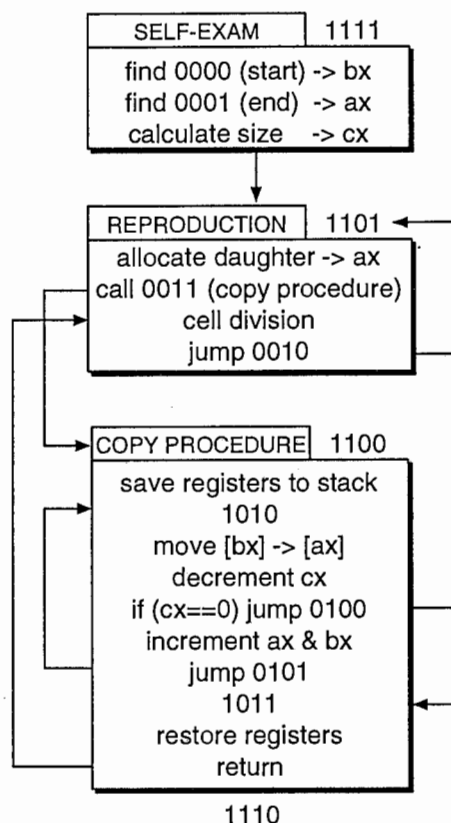 SELF-EXAM 1111
find 0000 (start) -> bx
find 0001 (end) -> ax
calculate size -> cx
REPRODUCTION 1101
allocate daughter -> ax
call 0011 (copy procedure)
cell division
jump 0010
COPY PROCEDURE 1100
save registers to stack
1010
move [bx] -> [ax]
decrement cx
if (cx==0) jump 0100
increment ax & bx
jump 0101
1011
restore registers
return
1110